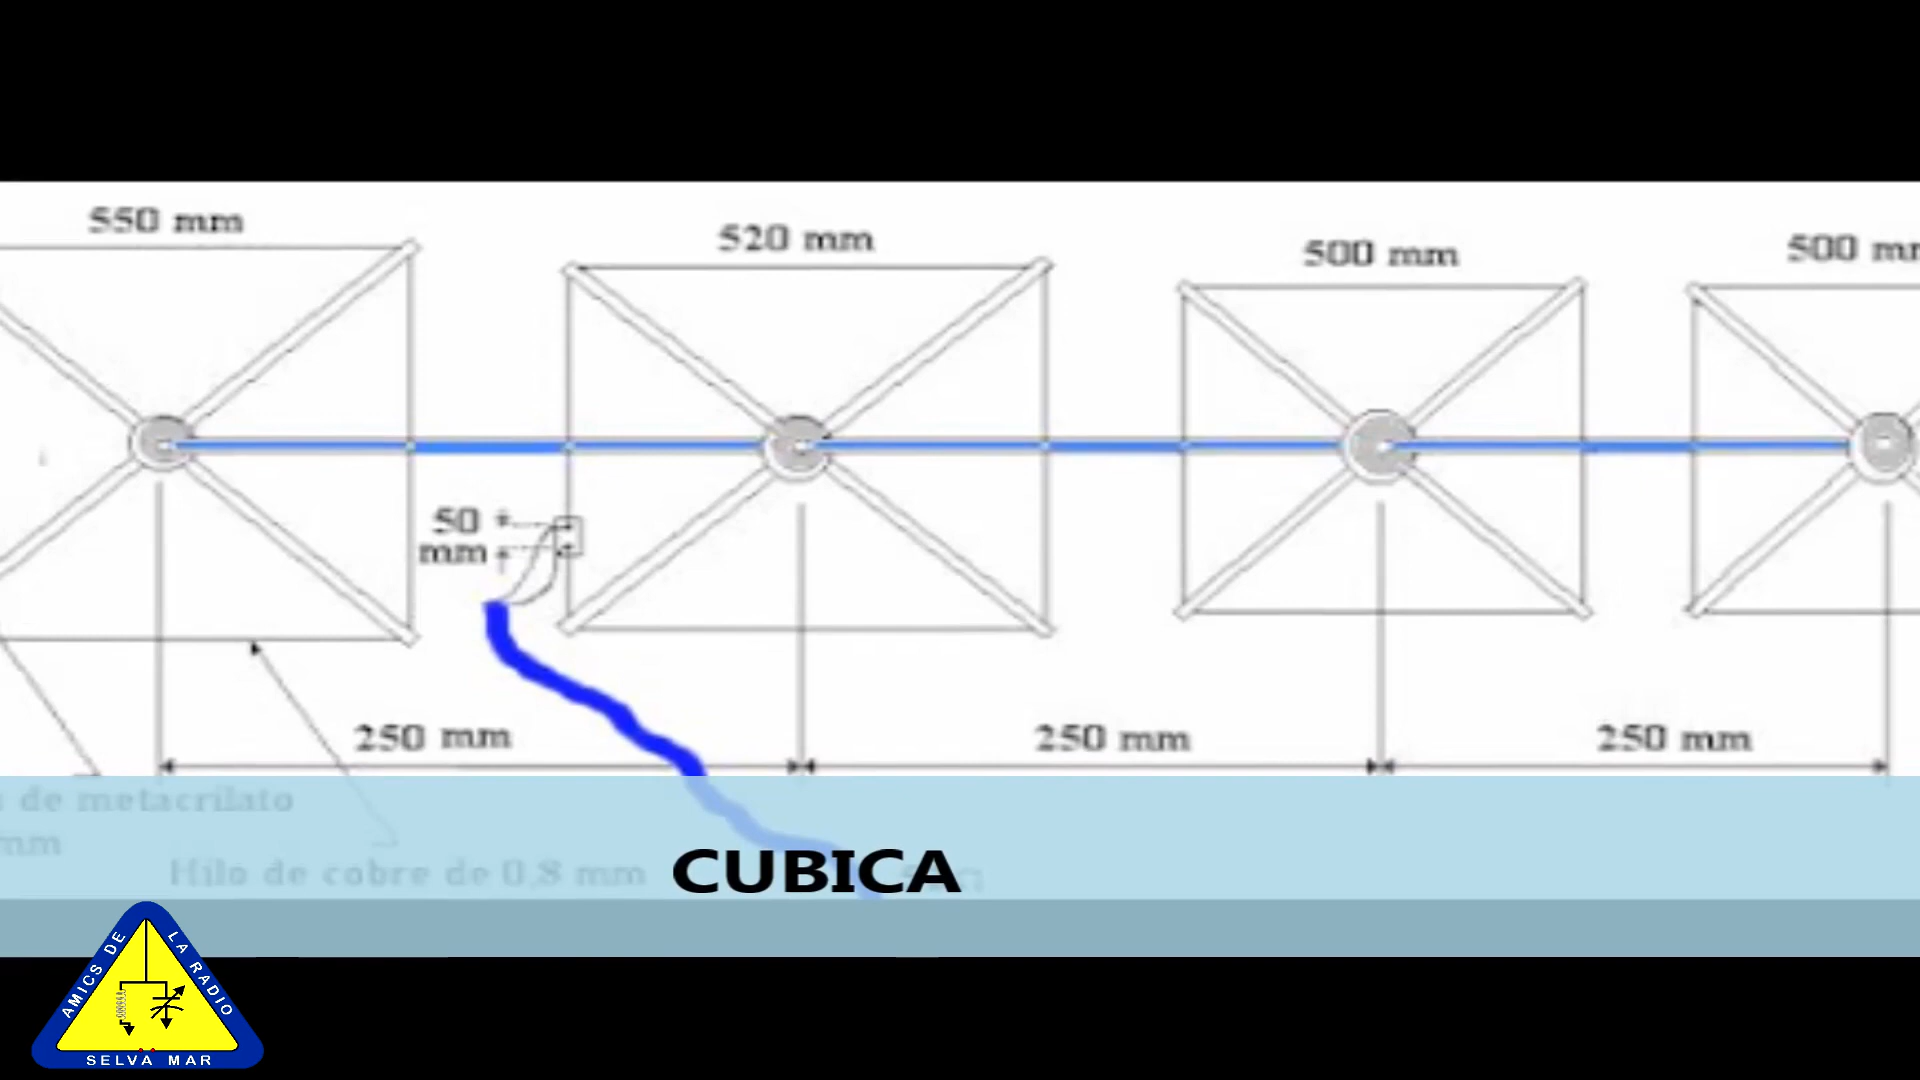 550 mm
520 mm
500 mm
500 m
50
mm
250 mm
250 mm
250 mm
de metacrilato
mm
Hilo de cobre de 0,8 mm
CUBICA
AMICS DE
LA RADIO
SELVA MAR